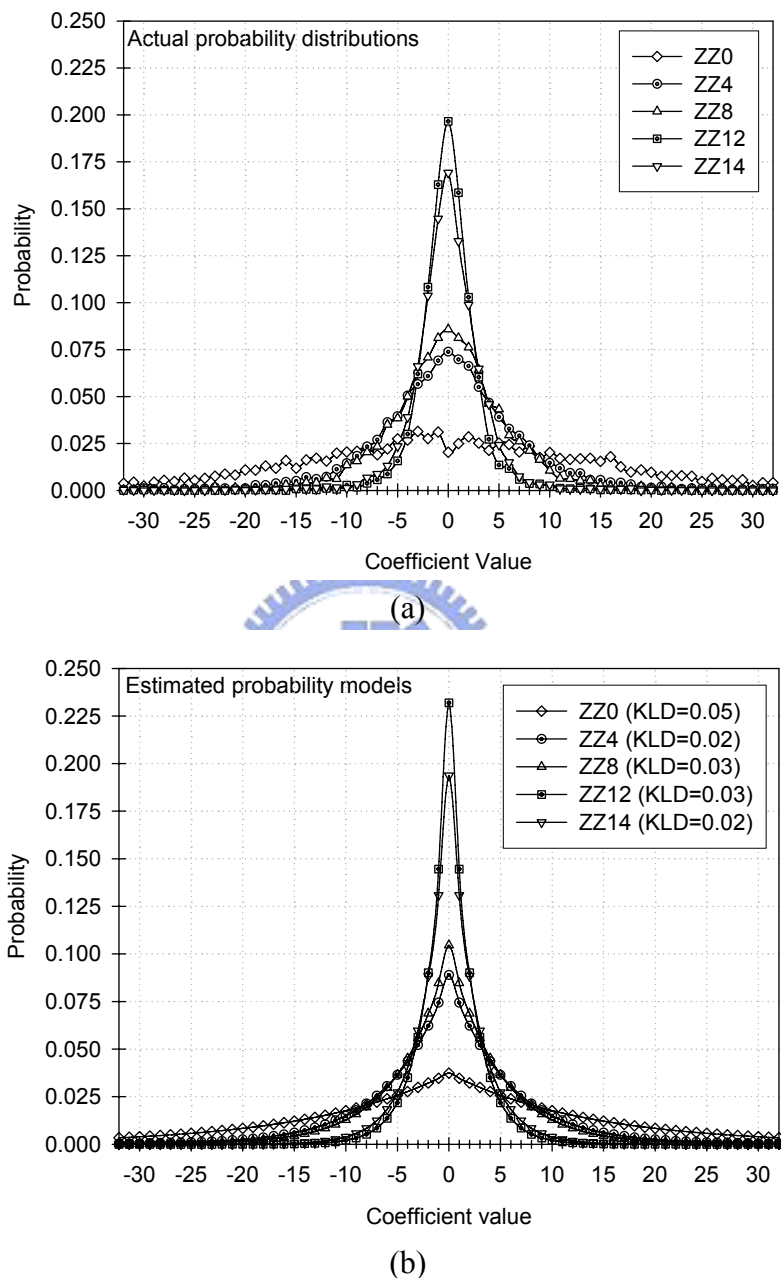 Actual probability distributions
ZZ0
ZZ4
ZZ8
ZZ12
ZZ14
Probability
0.250
0.225
0.200
0.175
0.150
0.125
0.100
0.075
0.050
0.025
0.000
-30 -25 -20 -15 -10 -5 0 5 10 15 20 25 30
Coefficient Value
(a)
Estimated probability models
ZZ0 (KLD=0.05)
ZZ4 (KLD=0.02)
ZZ8 (KLD=0.03)
ZZ12 (KLD=0.03)
ZZ14 (KLD=0.02)
Probability
0.250
0.225
0.200
0.175
0.150
0.125
0.100
0.075
0.050
0.025
0.000
-30 -25 -20 -15 -10 -5 0 5 10 15 20 25 30
Coefficient value
(b)